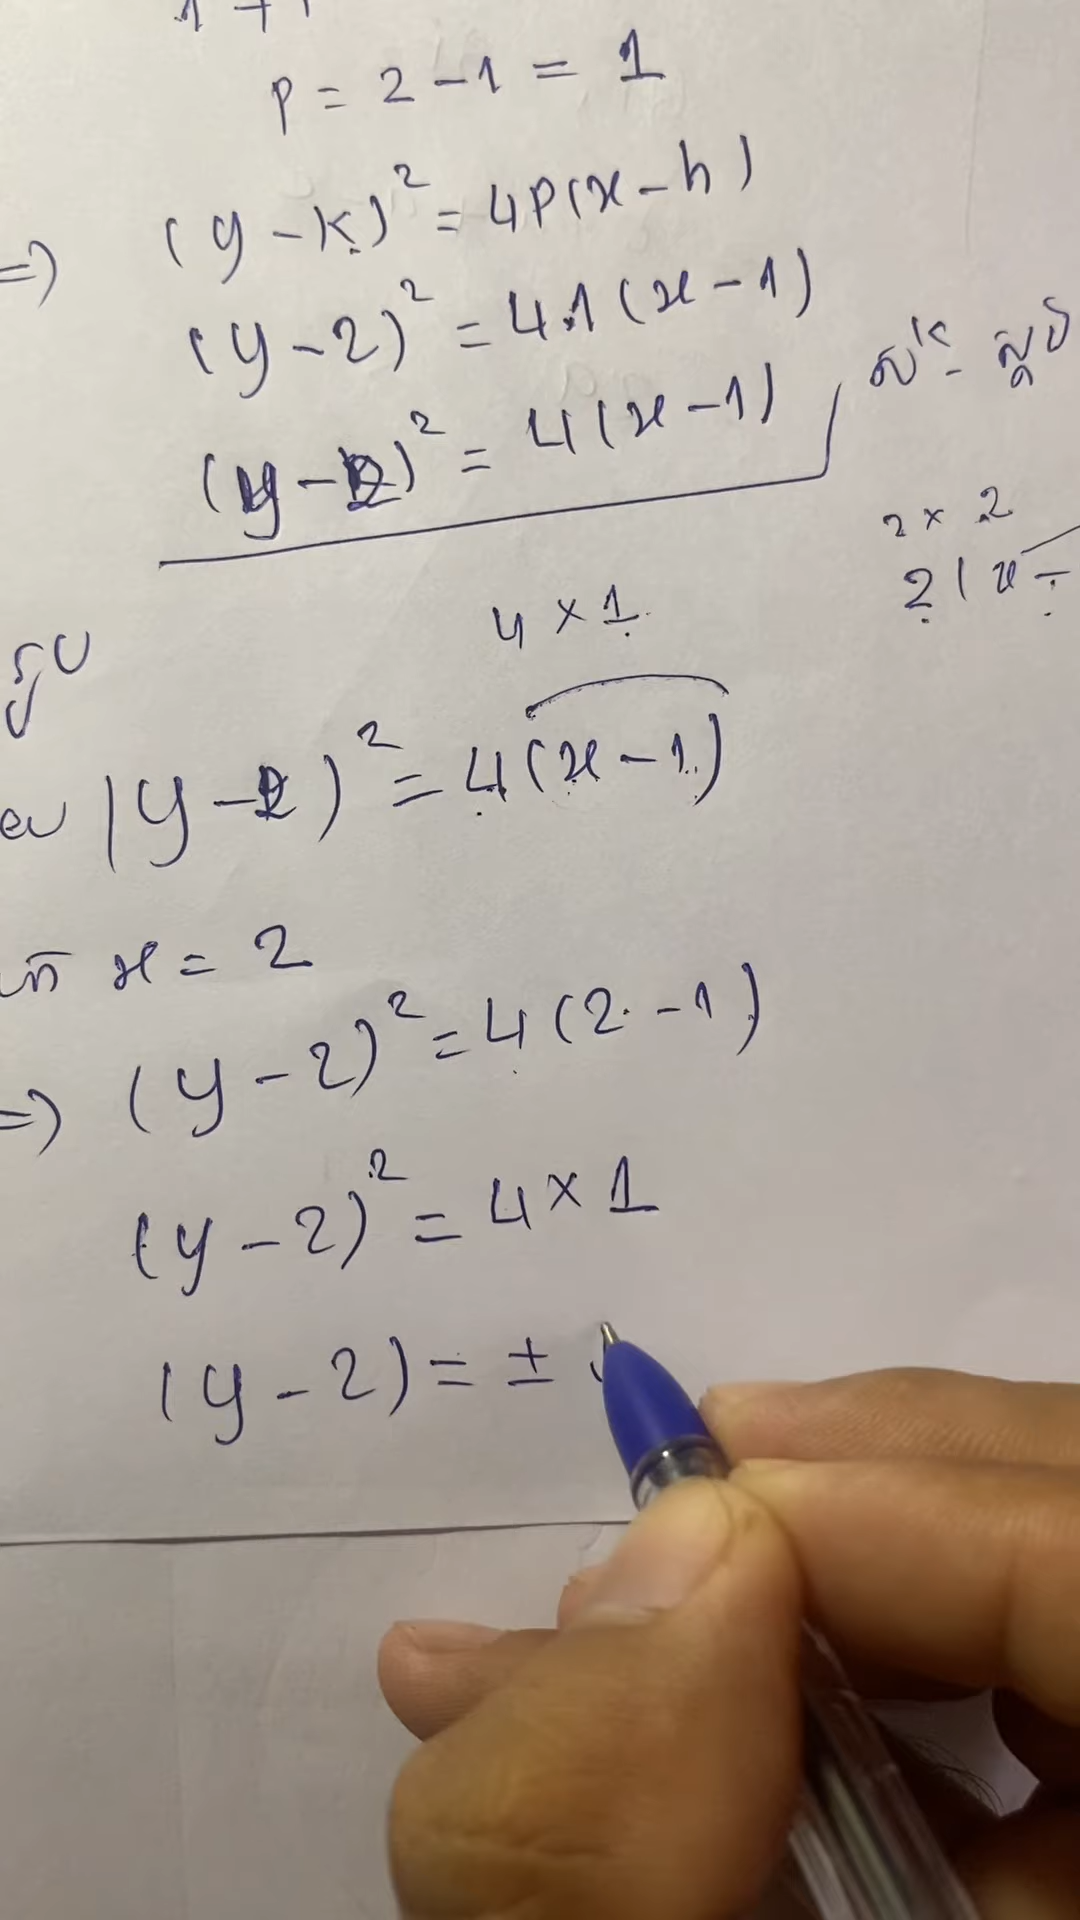 p = 2 - 1 = 1
=> (y - k)² = 4p(x - h)
(y - 2)² = 4.1(x - 1)
(y - 2)² = 4(x - 1)
2 × 2
2(x -
4 × 1
(y - 2)² = 4(x - 1)
x = 2
=> (y - 2)² = 4(2 - 1)
(y - 2)² = 4 × 1
(y - 2) = ±